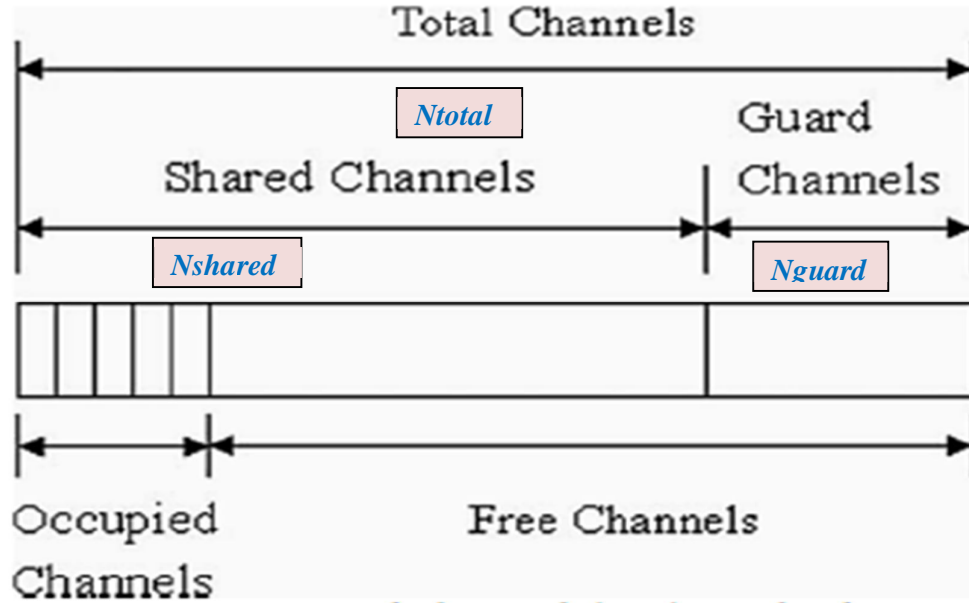 Total Channels
Ntotal
Guard
Channels
Shared Channels
Nshared
Nguard
Occupied
Channels
Free Channels